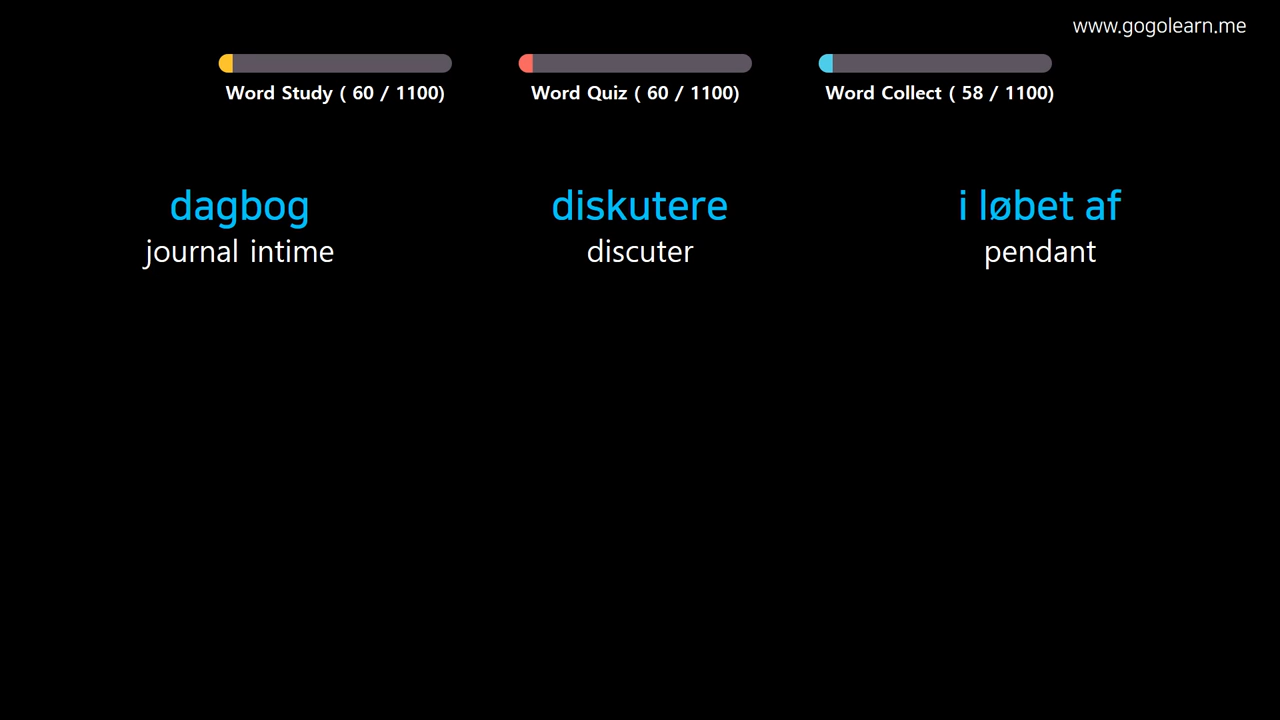 www.gogolearn.me
Word Study ( 60 / 1100)
Word Quiz ( 60 / 1100)
Word Collect ( 58 / 1100)
dagbog
journal intime
diskutere
discuter
i løbet af
pendant